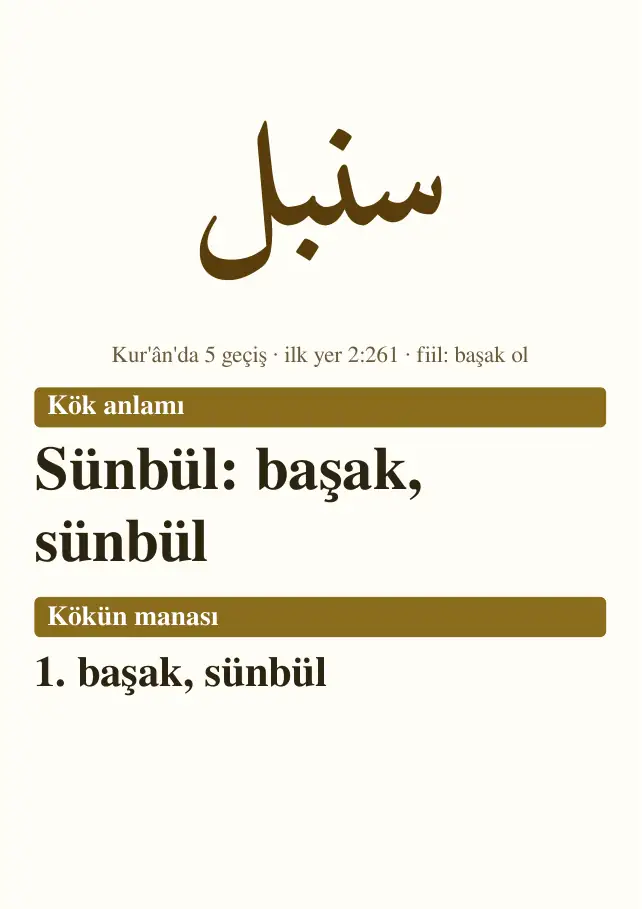 سنبل
Kur'ân'da 5 geçiş · ilk yer 2:261 · fiil: başak ol
Kök anlamı
Sünbül: başak,
sünbül
Kökün manası
1. başak, sünbül